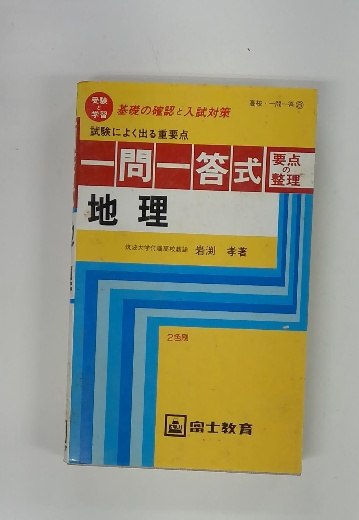 受験
と
学習
基礎の確認と入試対策
高校・一問一答
試験によく出る重要点
一問一答式
要点
の
整理
地理
筑波大学付属高校教諭 岩渕 孝著
2色刷
富士教育